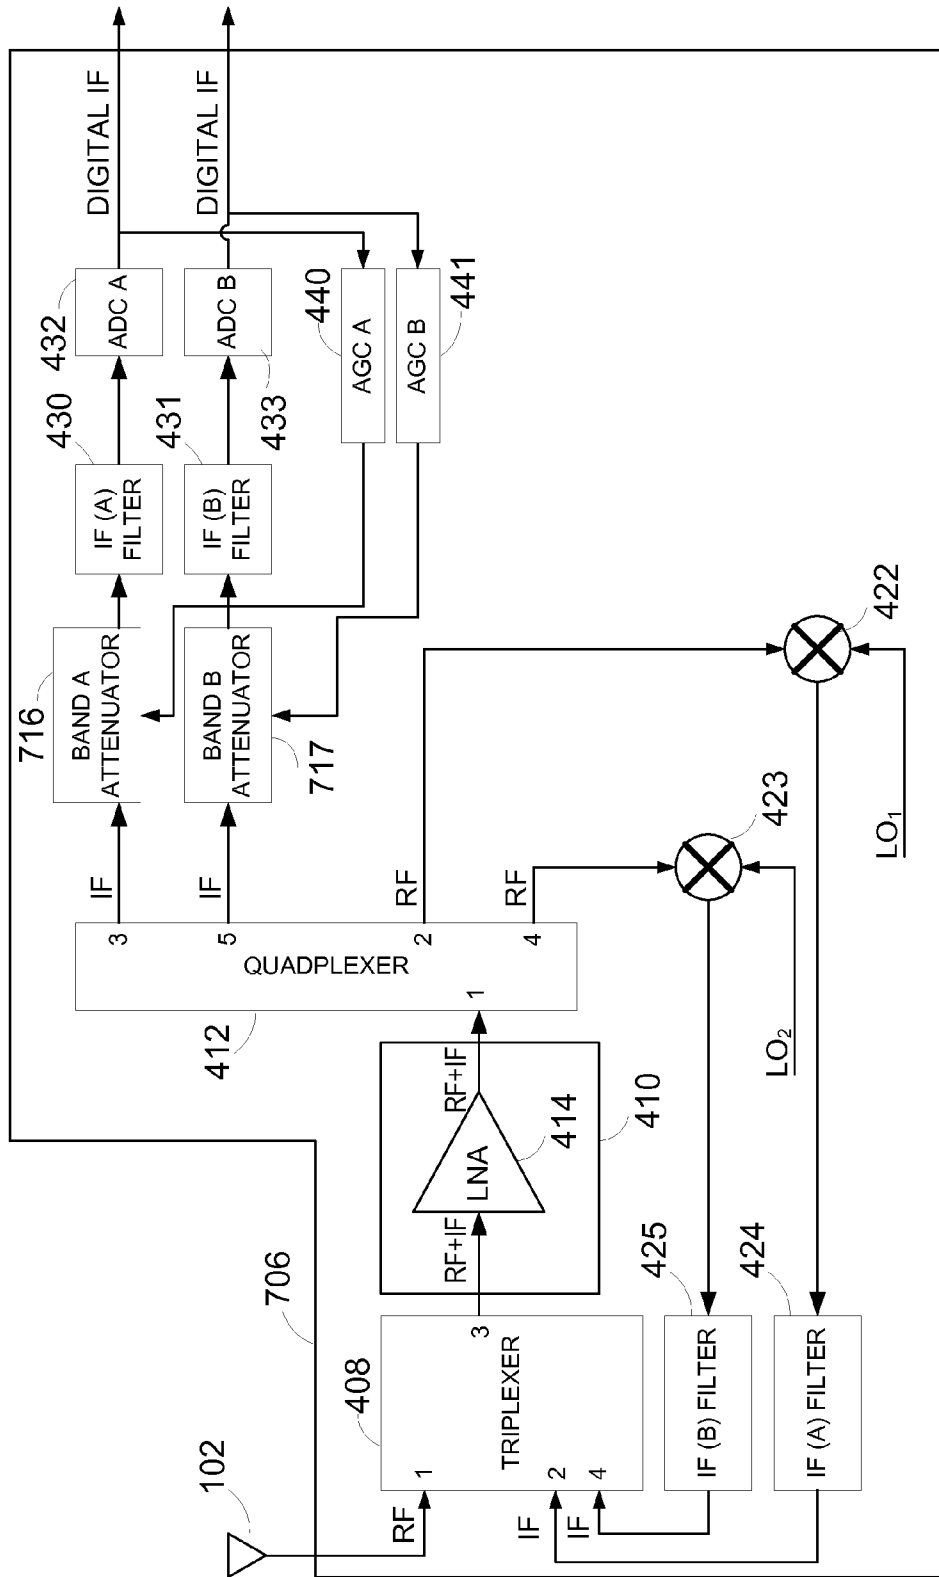 102
RF
706
408
TRIPLEXER
1
2
4
3
IF
IF
RF+IF
LNA
RF+IF
414
410
412
QUADPLEXER
1
3
5
2
4
IF
IF
RF
RF
716
BAND A
ATTENUATOR
BAND B
ATTENUATOR
717
430
IF (A)
FILTER
431
IF (B)
FILTER
432
ADC A
ADC B
433
DIGITAL IF
DIGITAL IF
440
AGC A
AGC B
441
422
423
LO1
LO2
425
IF (B) FILTER
424
IF (A) FILTER